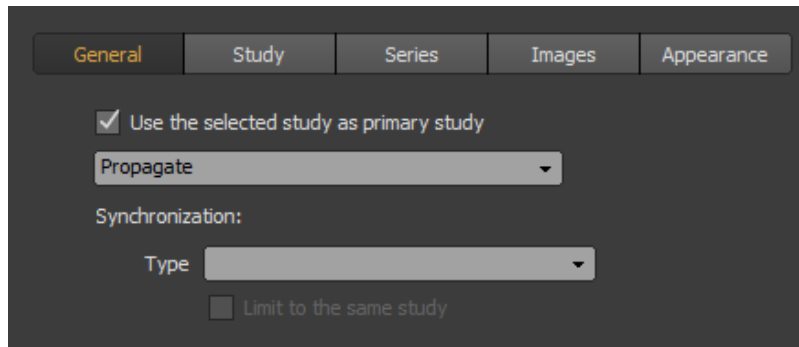 General Study Series Images Appearance
Use the selected study as primary study
Propagate
Synchronization:
Type
Limit to the same study